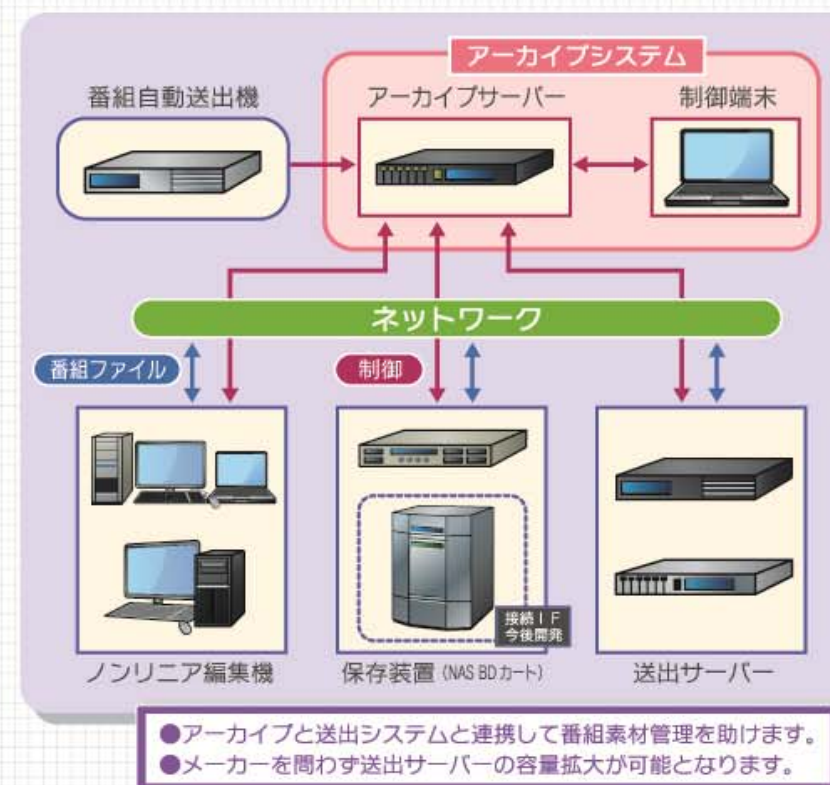 アーカイブシステム
番組自動送出機
アーカイブサーバー
制御端末
ネットワーク
番組ファイル
制御
接続IF
今後開発
ノンリニア編集機
保存装置(NAS BDカート)
送出サーバー
●アーカイブと送出システムと連携して番組素材管理を助けます。
●メーカーを問わず送出サーバーの容量拡大が可能となります。